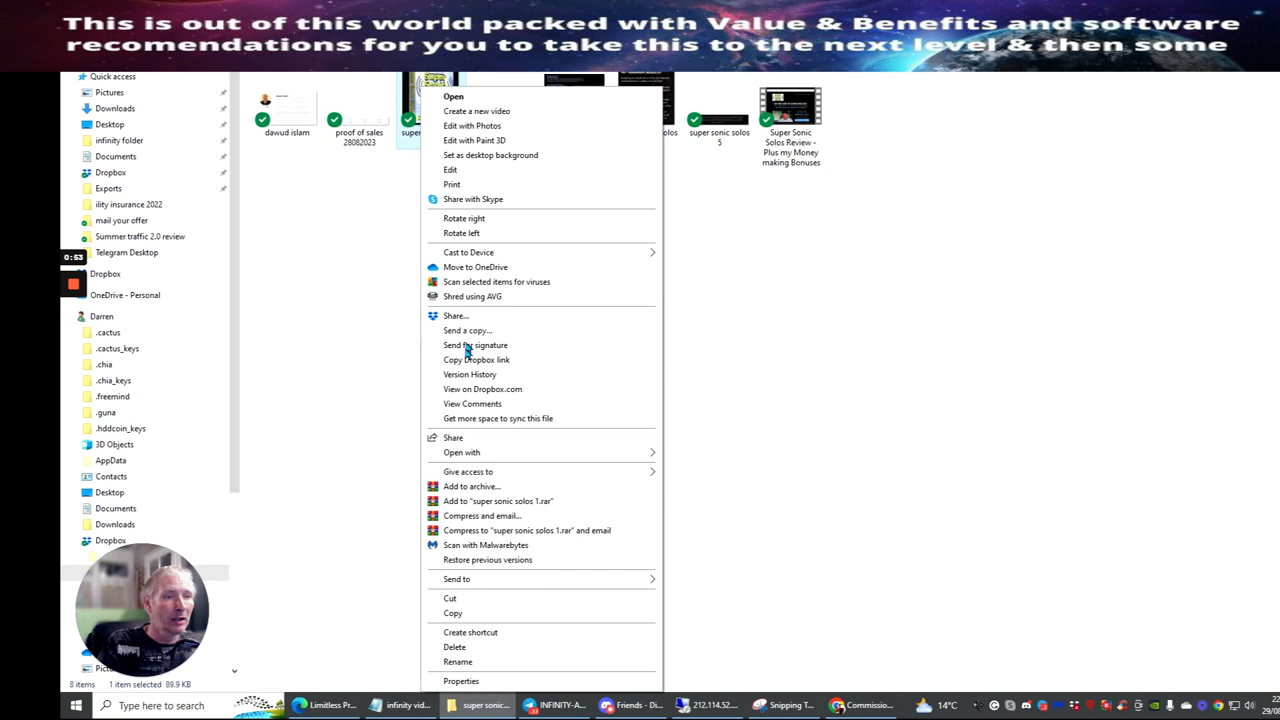 This is out of this world packed with Value & Benefits and software
recomendations for you to take this to the next level & then some
Quick access
Pictures
Downloads
Desktop
infinity folder
Documents
Dropbox
Exports
ility insurance 2022
mail your offer
Summer traffic 2.0 review
Telegram Desktop
0:53
Dropbox
OneDrive - Personal
Darren
.cactus
.cactus_keys
.chia
.chia_keys
.freemind
.guna
.hddcoin_keys
3D Objects
AppData
Contacts
Desktop
Documents
Downloads
Dropbox
8 items
1 item selected 89.9 KB
dawud islam
proof of sales
28082023
super sonic solos
5
Super Sonic
Solos Review -
Plus my Money
making Bonuses
Open
Create a new video
Edit with Photos
Edit with Paint 3D
Set as desktop background
Edit
Print
Share with Skype
Rotate right
Rotate left
Cast to Device
Move to OneDrive
Scan selected items for viruses
Shred using AVG
Share...
Send a copy...
Send for signature
Copy Dropbox link
Version History
View on Dropbox.com
View Comments
Get more space to sync this file
Share
Open with
Give access to
Add to archive...
Add to "super sonic solos 1.rar"
Compress and email...
Compress to "super sonic solos 1.rar" and email
Scan with Malwarebytes
Restore previous versions
Send to
Cut
Copy
Create shortcut
Delete
Rename
Properties
Type here to search
Limitless Pr...
infinity vid...
super sonic...
INFINITY-A...
Friends - Di...
212.114.52....
Snipping T...
Commissio...
14°C
29/0